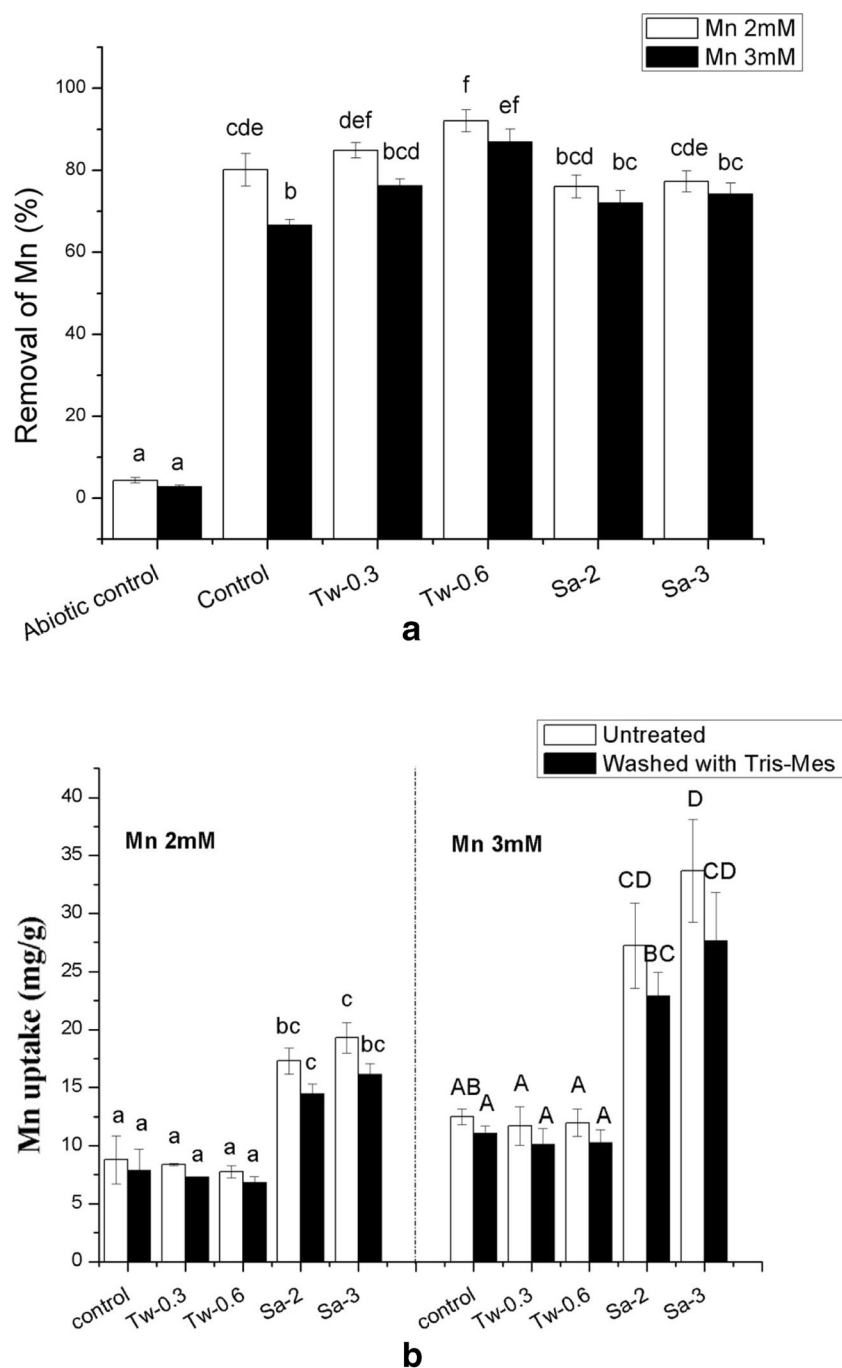 Mn 2mM
Mn 3mM
Removal of Mn (%)
100
80
60
40
20
0
a
a
cde
b
def
bcd
f
ef
bcd
bc
cde
bc
Abiotic control
Control
Tw-0.3
Tw-0.6
Sa-2
Sa-3
a
Untreated
Washed with Tris-Mes
Mn uptake (mg/g)
40
35
30
25
20
15
10
5
0
Mn 2mM
Mn 3mM
a
a
a
a
a
a
bc
c
c
bc
AB
A
A
A
A
A
CD
BC
D
CD
control
Tw-0.3
Tw-0.6
Sa-2
Sa-3
control
Tw-0.3
Tw-0.6
Sa-2
Sa-3
b